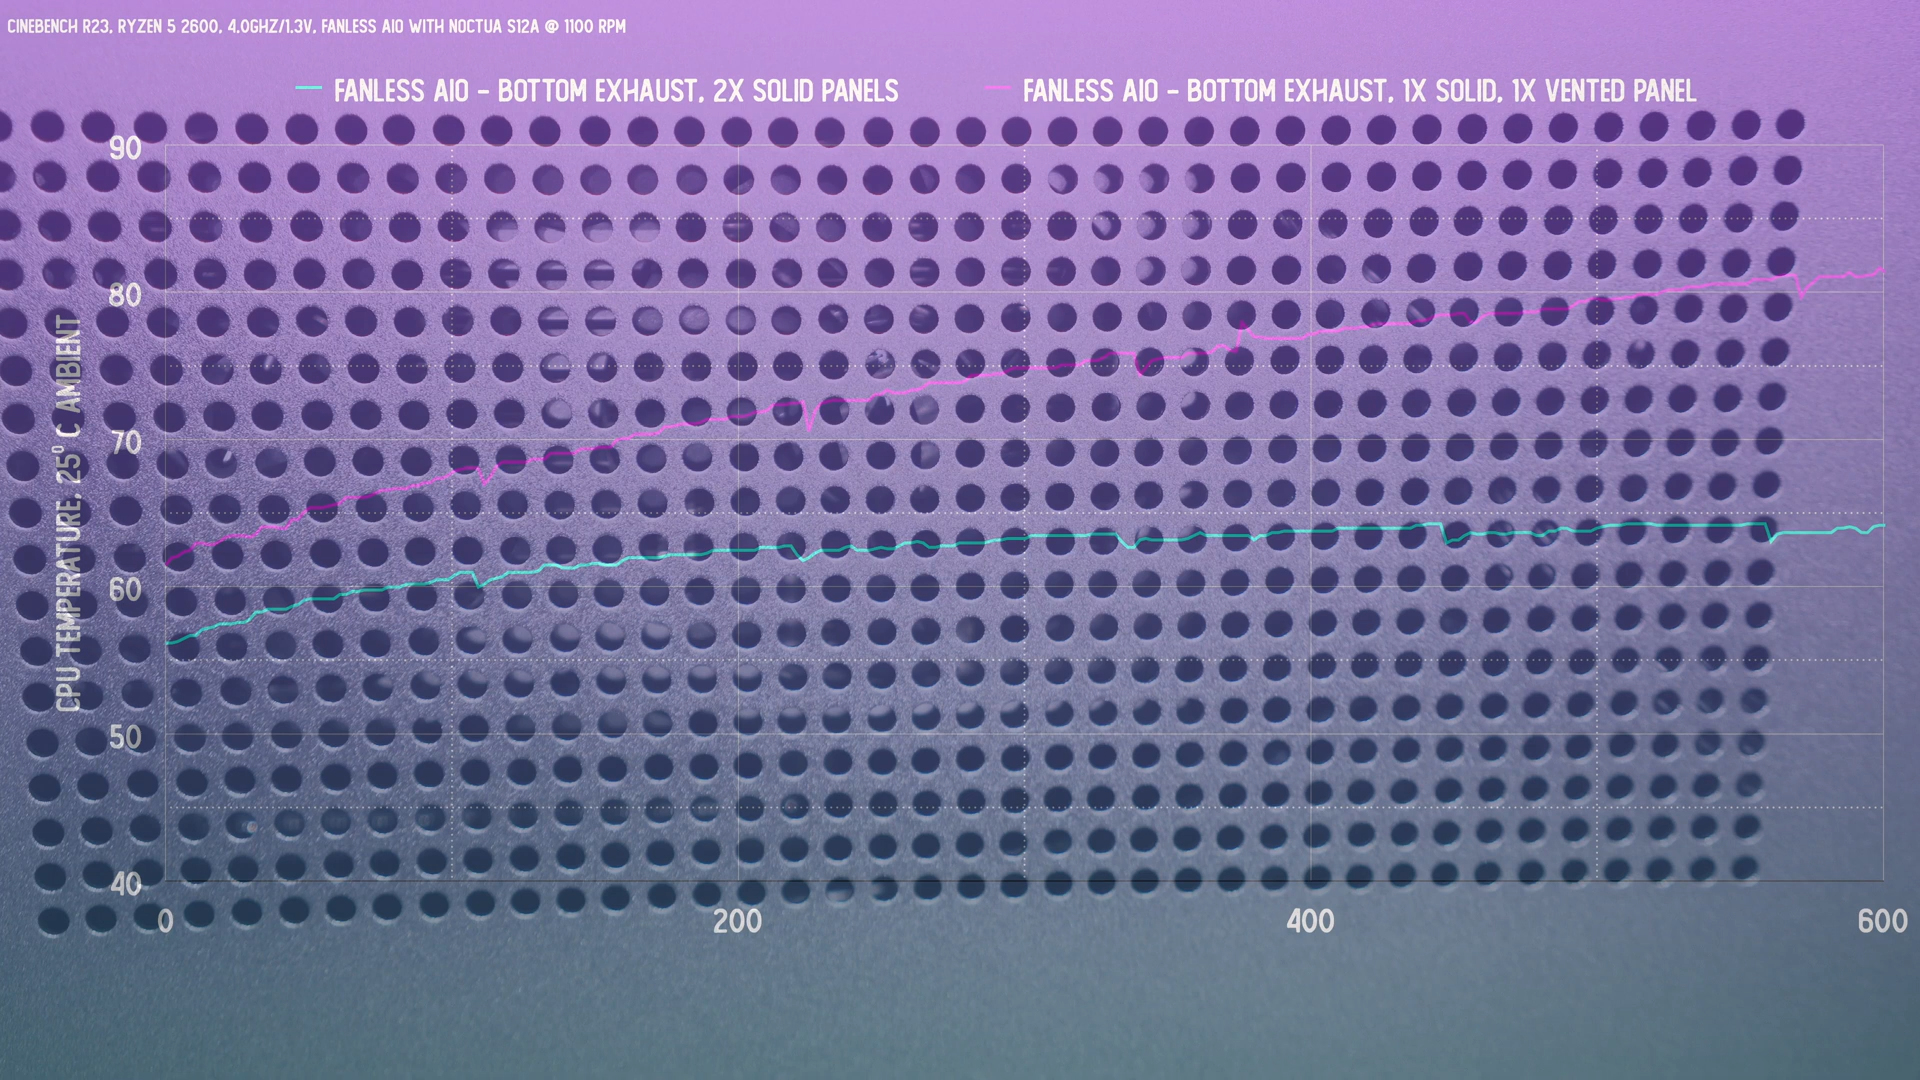 CINEBENCH R23, RYZEN 5 2600, 4.0GHZ/1.3V, FANLESS AIO WITH NOCTUA S12A @ 1100 RPM
FANLESS AIO - BOTTOM EXHAUST, 2X SOLID PANELS
FANLESS AIO - BOTTOM EXHAUST, 1X SOLID, 1X VENTED PANEL
90
80
70
60
50
40
CPU TEMPERATURE, 25° C AMBIENT
0
200
400
600